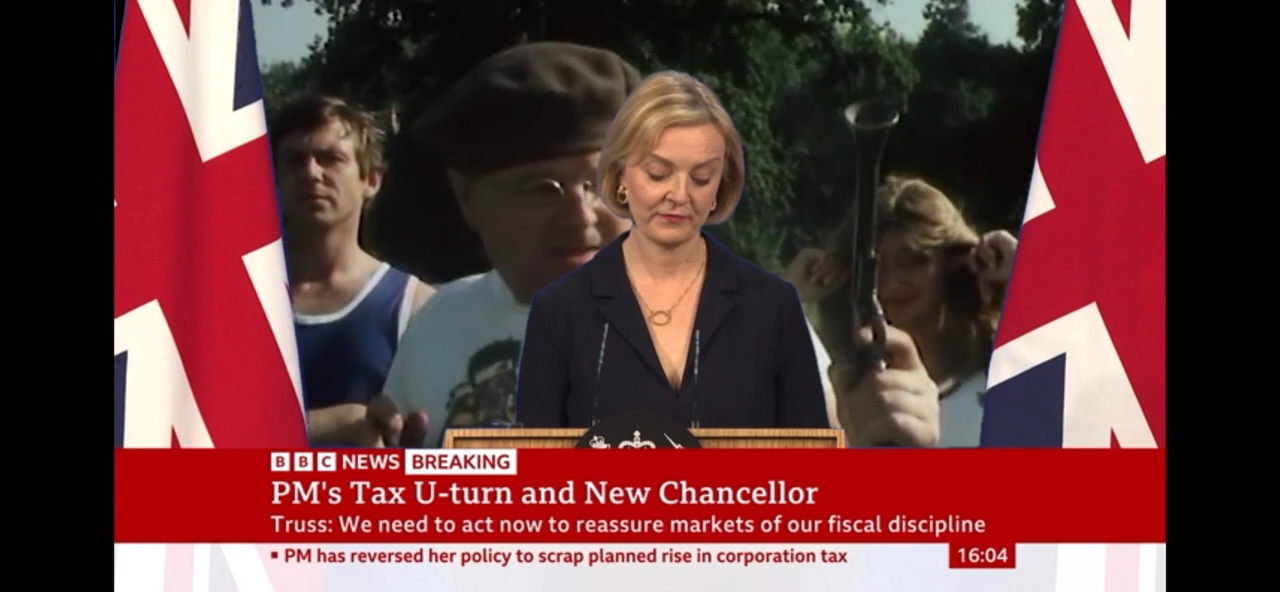 BBC NEWS BREAKING
PM's Tax U-turn and New Chancellor
Truss: We need to act now to reassure markets of our fiscal discipline
▪ PM has reversed her policy to scrap planned rise in corporation tax 16:04